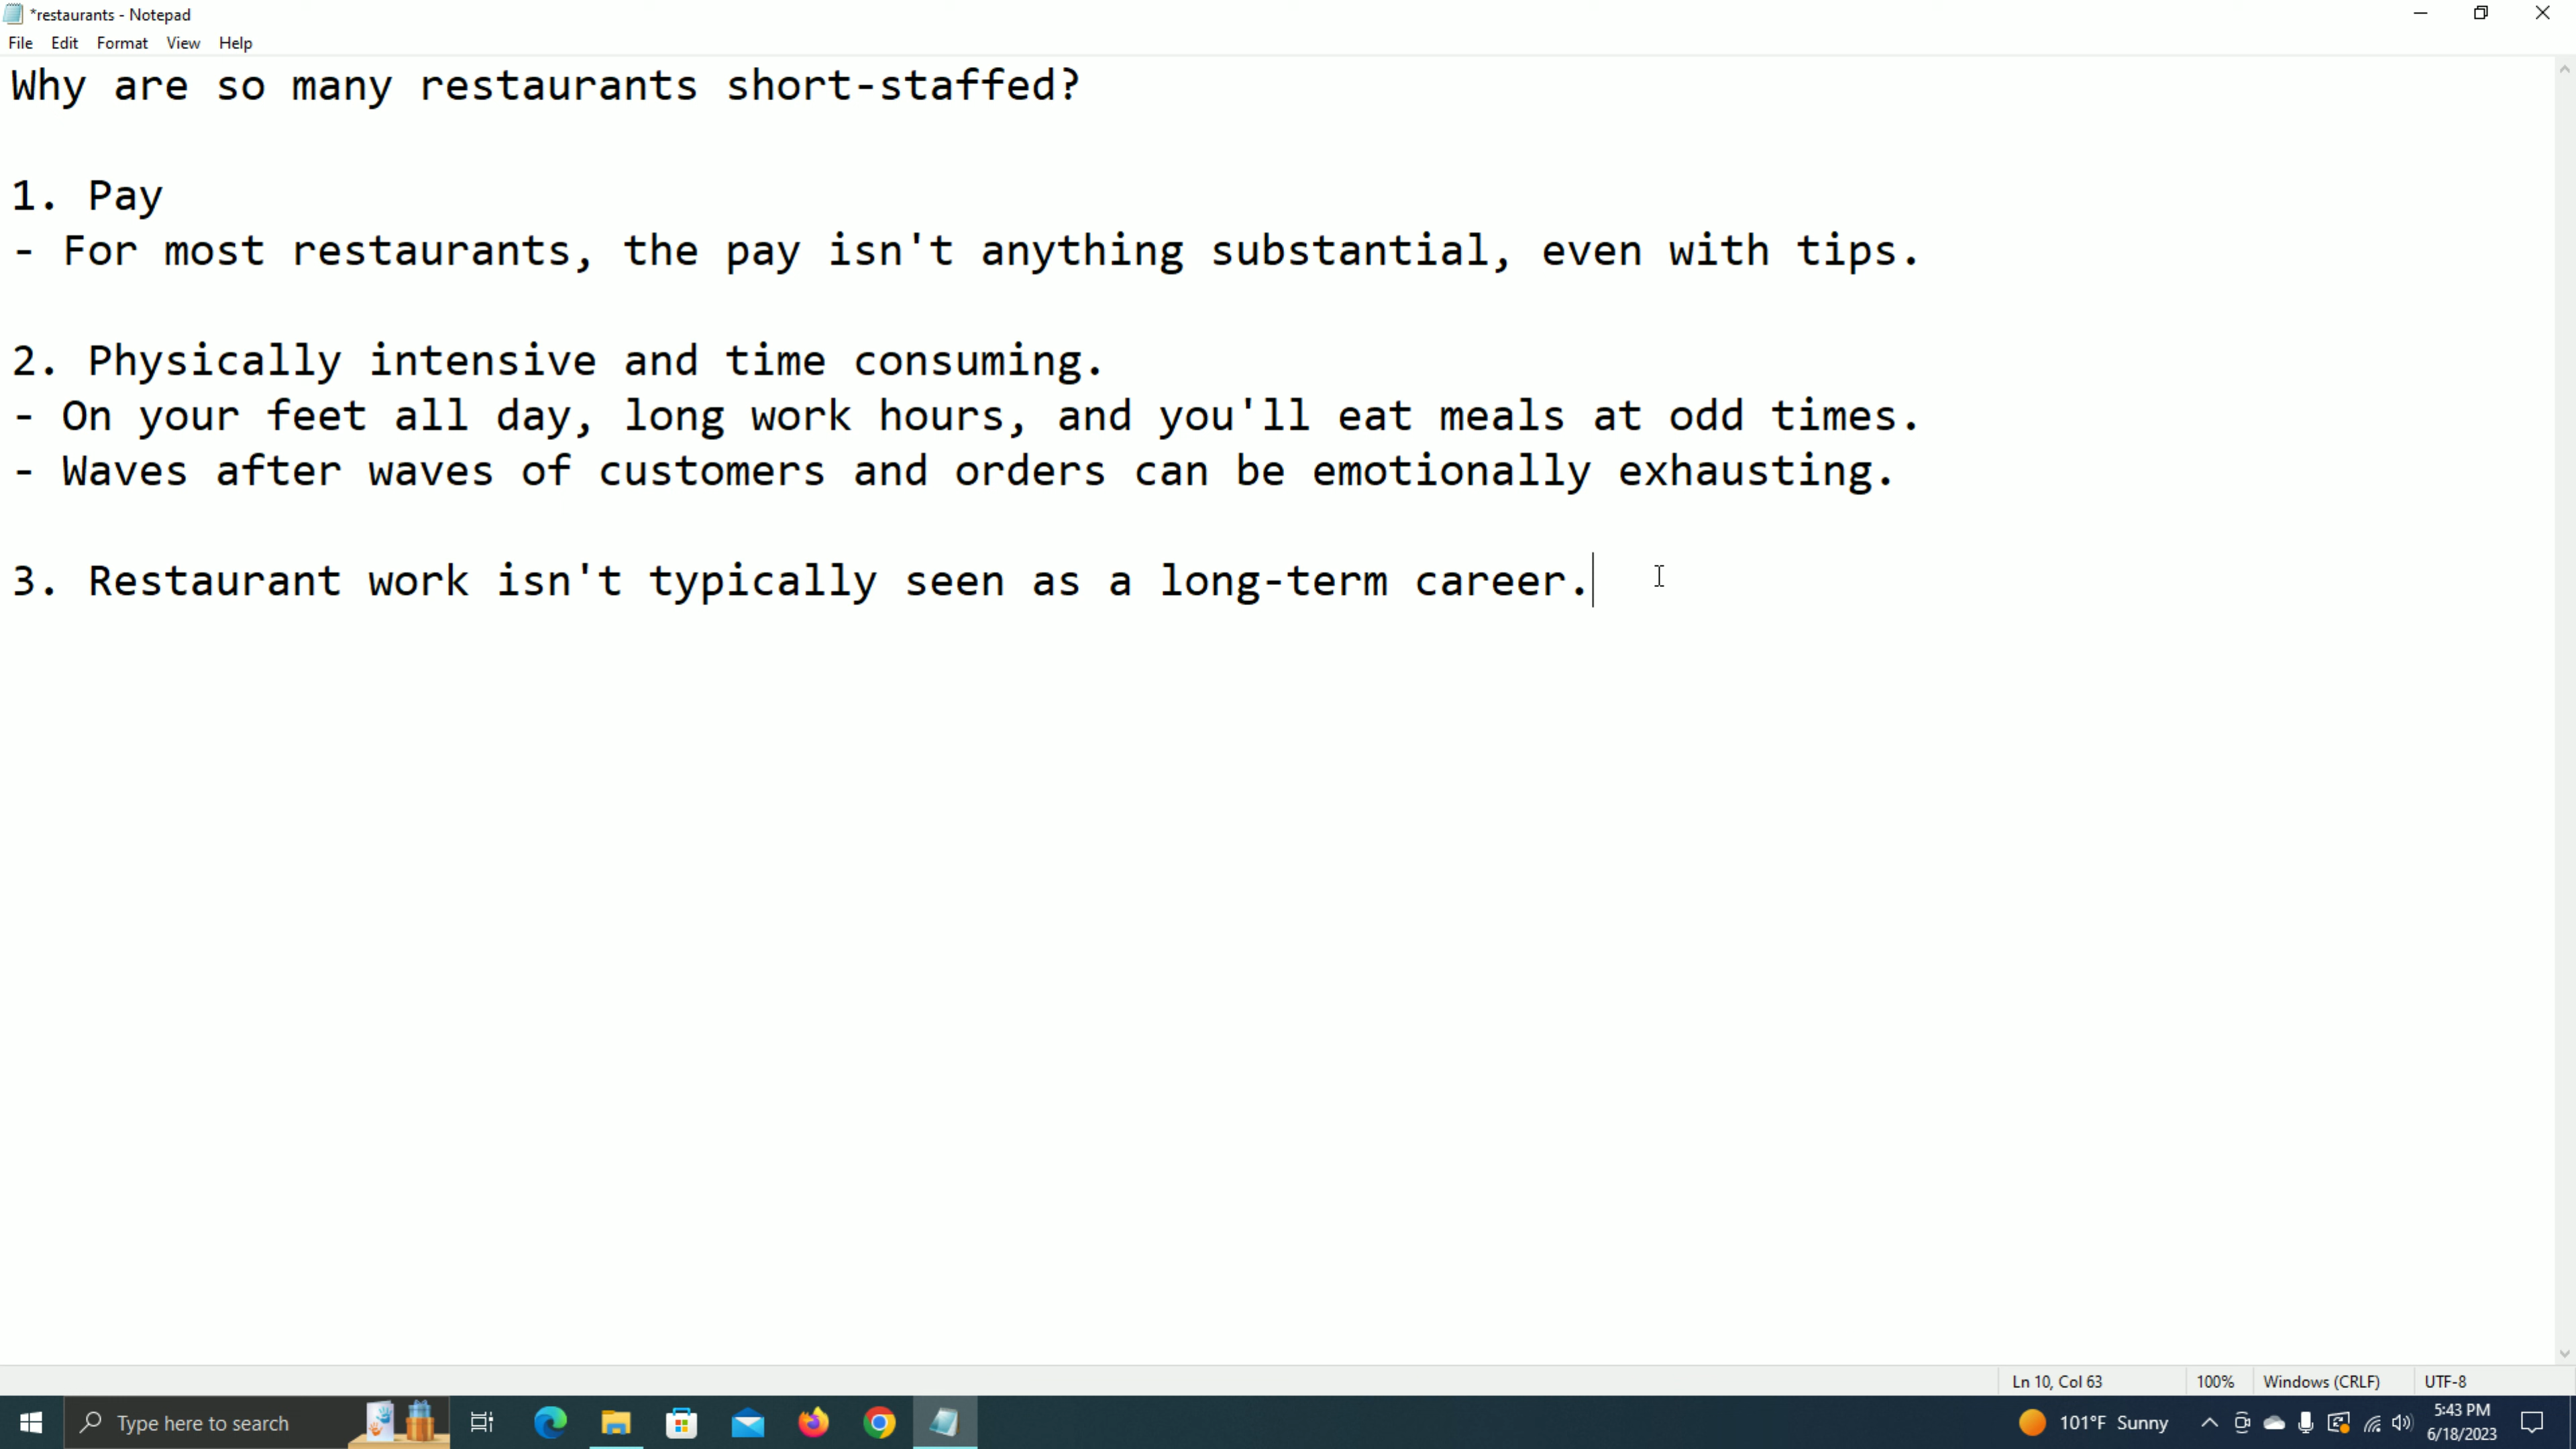 *restaurants - Notepad
File Edit Format View Help
Why are so many restaurants short-staffed?
1. Pay
- For most restaurants, the pay isn't anything substantial, even with tips.
2. Physically intensive and time consuming.
- On your feet all day, long work hours, and you'll eat meals at odd times.
- Waves after waves of customers and orders can be emotionally exhausting.
3. Restaurant work isn't typically seen as a long-term career.
Ln 10, Col 63 100% Windows (CRLF) UTF-8
Type here to search 101°F Sunny 5:43 PM
6/18/2023